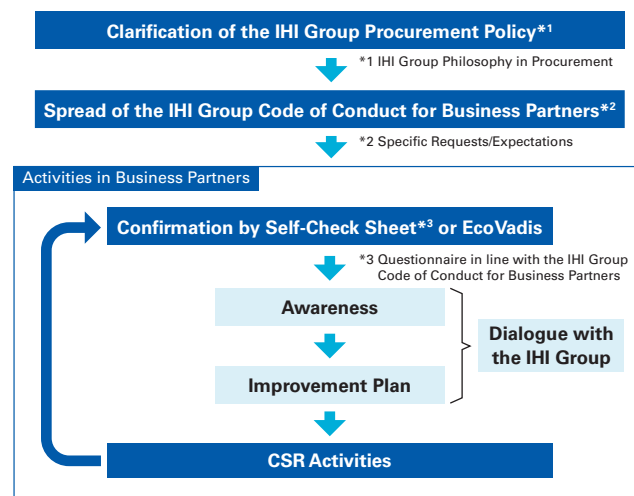 Clarification of the IHI Group Procurement Policy*1
*1 IHI Group Philosophy in Procurement
Spread of the IHI Group Code of Conduct for Business Partners*2
*2 Specific Requests/Expectations
Activities in Business Partners
Confirmation by Self-Check Sheet*3 or EcoVadis
*3 Questionnaire in line with the IHI Group
Code of Conduct for Business Partners
Awareness
Dialogue with
the IHI Group
Improvement Plan
CSR Activities